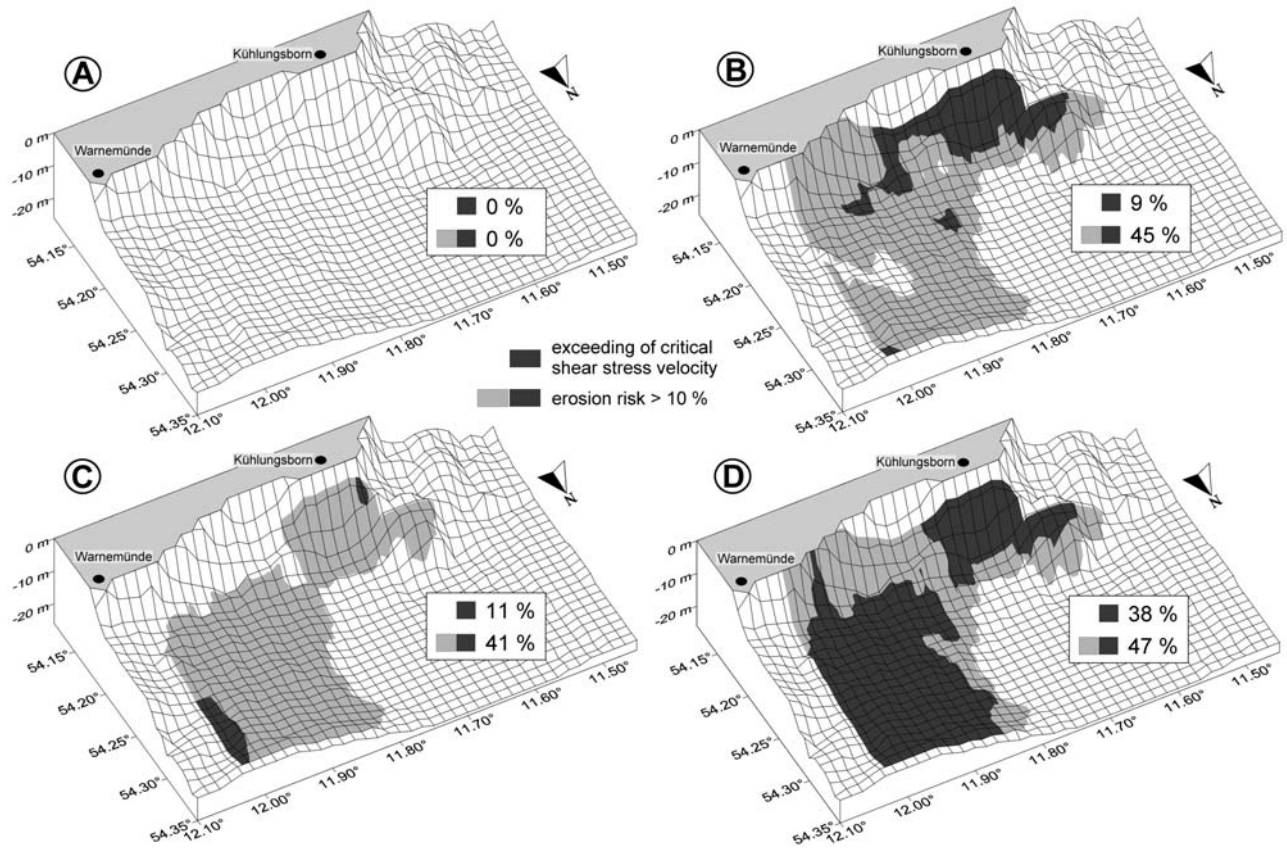 A
Kühlungsborn
Warnemünde
0 m
-10 m
-20 m
54.15°
54.20°
54.25°
54.30°
54.35°
12.10°
12.00°
11.90°
11.80°
11.70°
11.60°
11.50°
0 %
0 %
N
B
Kühlungsborn
Warnemünde
0 m
-10 m
-20 m
54.15°
54.20°
54.25°
54.30°
54.35°
12.10°
12.00°
11.90°
11.80°
11.70°
11.60°
11.50°
9 %
45 %
N
exceeding of critical
shear stress velocity
erosion risk > 10 %
C
Kühlungsborn
Warnemünde
0 m
-10 m
-20 m
54.15°
54.20°
54.25°
54.30°
54.35°
12.10°
12.00°
11.90°
11.80°
11.70°
11.60°
11.50°
11 %
41 %
N
D
Kühlungsborn
Warnemünde
0 m
-10 m
-20 m
54.15°
54.20°
54.25°
54.30°
54.35°
12.10°
12.00°
11.90°
11.80°
11.70°
11.60°
11.50°
38 %
47 %
N